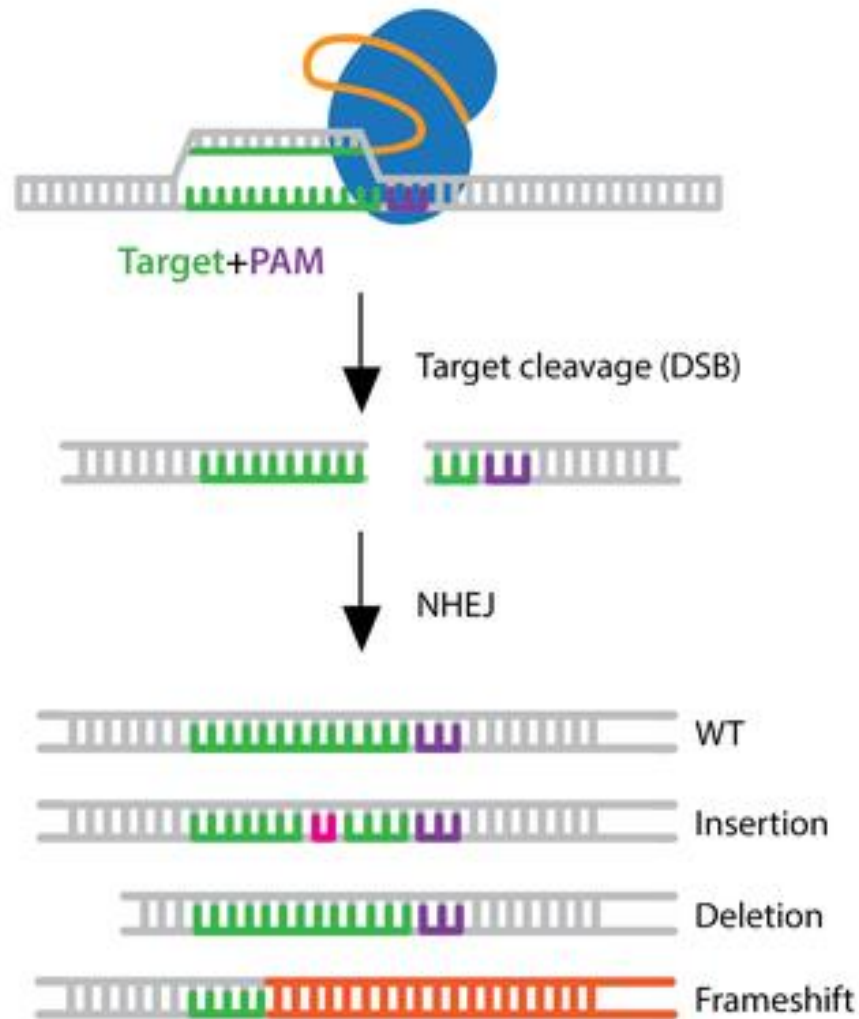 Target+PAM
Target cleavage (DSB)
NHEJ
WT
Insertion
Deletion
Frameshift